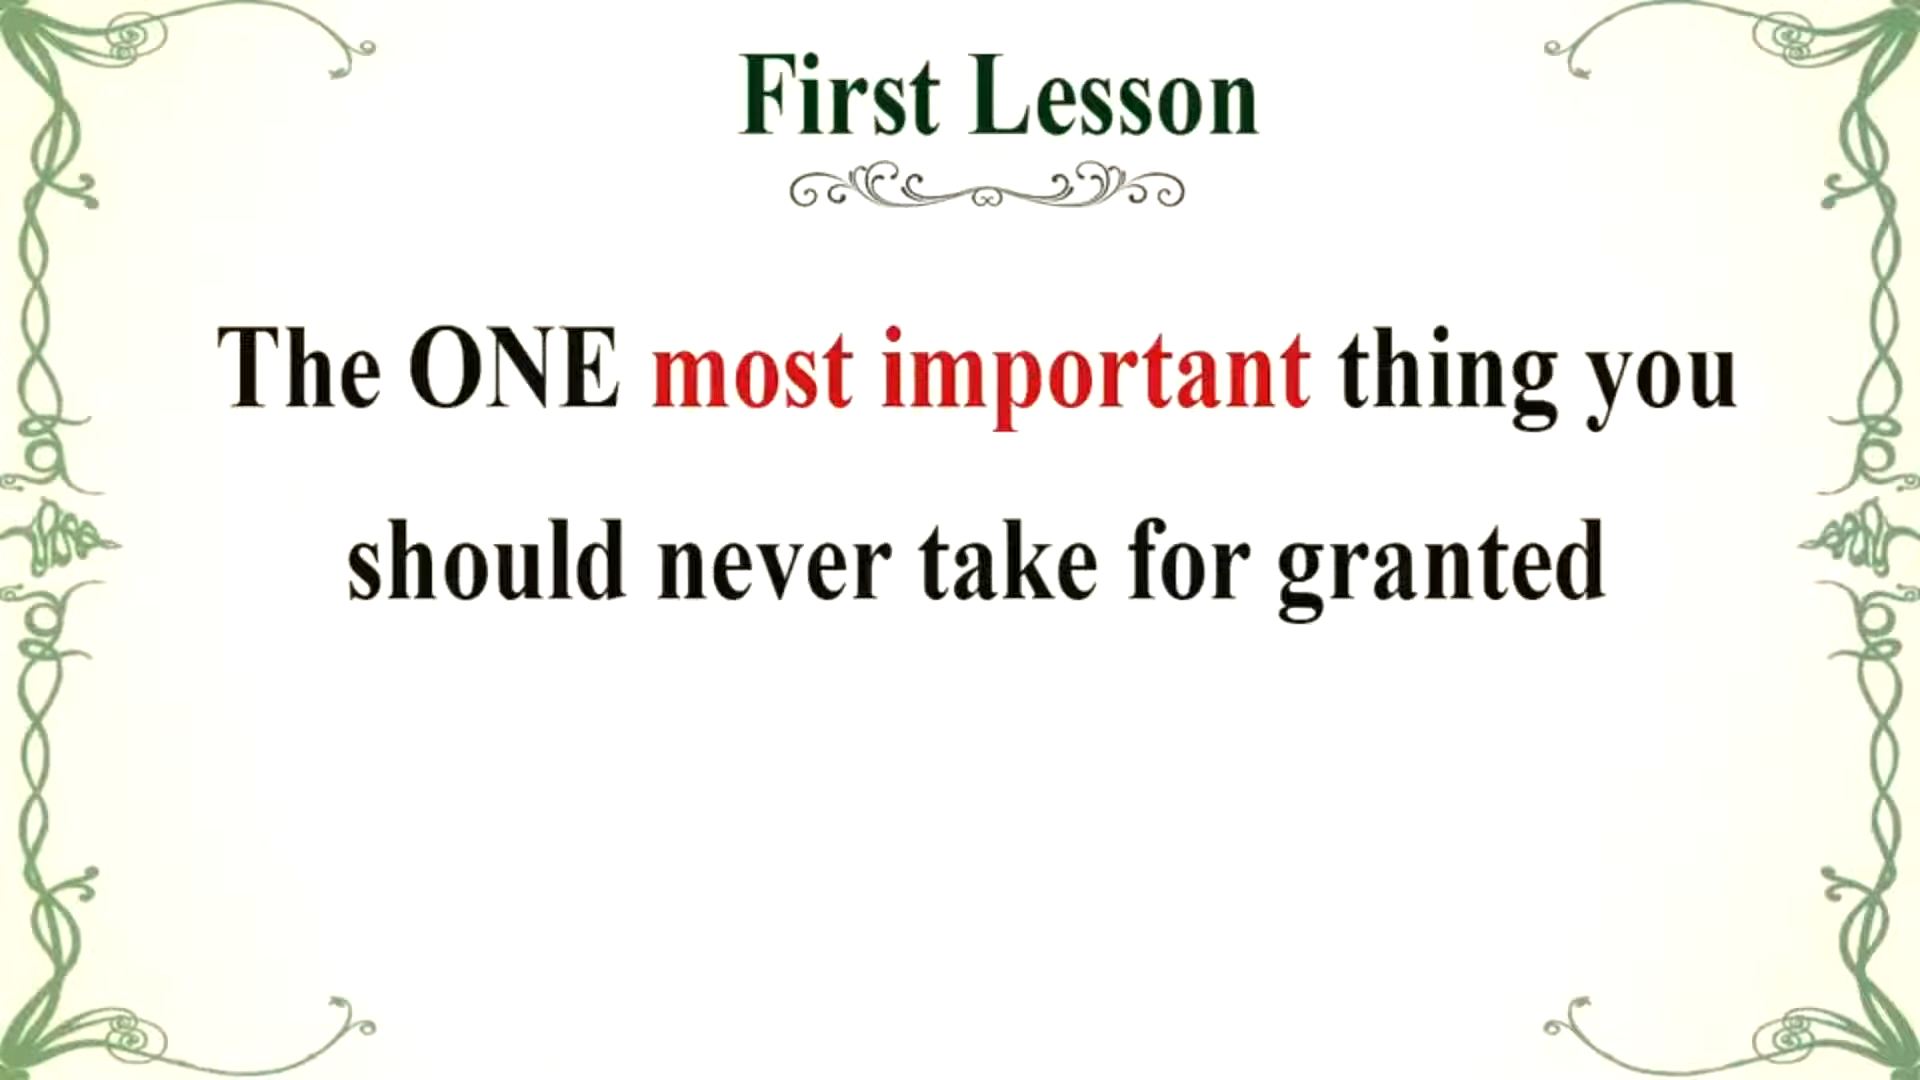 First Lesson
The ONE most important thing you
should never take for granted